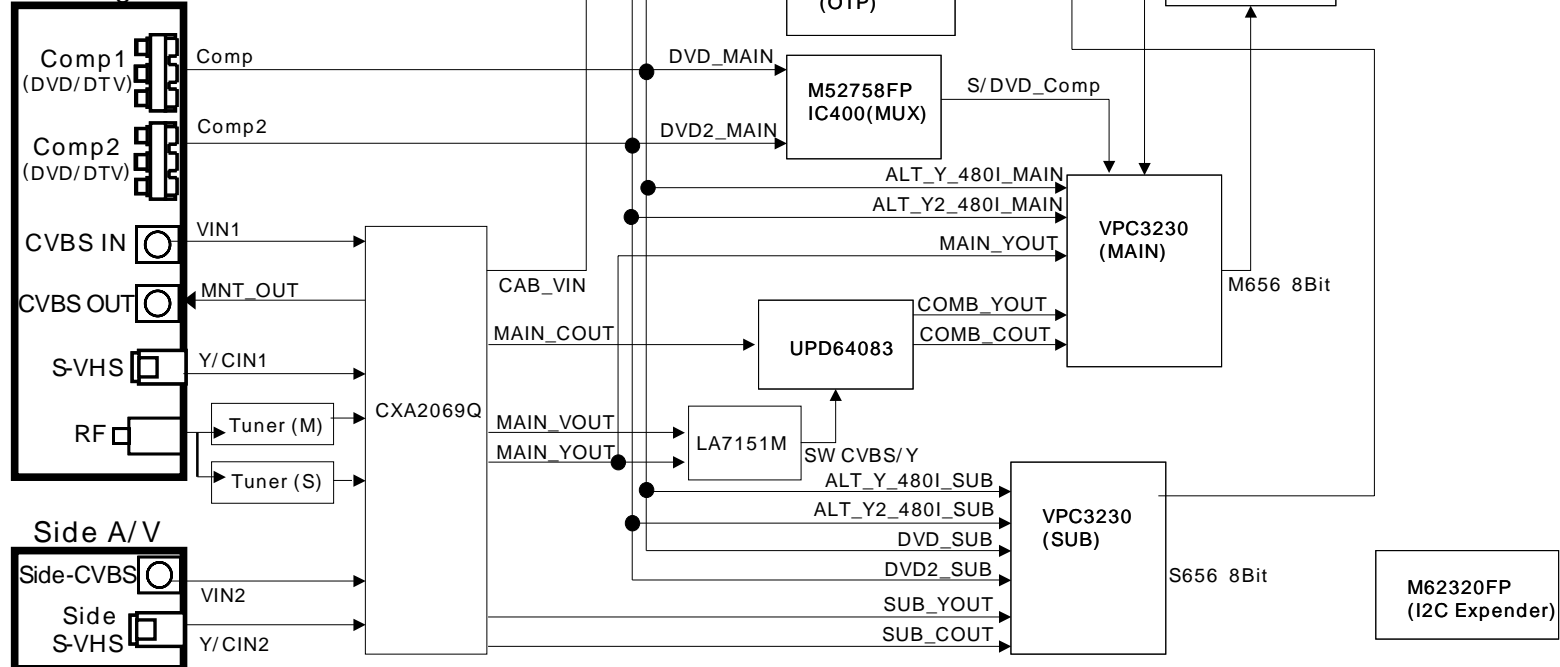 (OTP)
Comp1
(DVD/DTV)
Comp
DVD_MAIN
M52758FP
IC400(MUX)
S/DVD_Comp
Comp2
(DVD/DTV)
Comp2
DVD2_MAIN
ALT_Y_480I_MAIN
ALT_Y2_480I_MAIN
MAIN_YOUT
VPC3230
(MAIN)
M656 8Bit
CVBS IN
VIN1
CAB_VIN
CVBS OUT
MNT_OUT
COMB_YOUT
COMB_COUT
MAIN_COUT
UPD64083
S-VHS
Y/CIN1
CXA2069Q
RF
Tuner (M)
Tuner (S)
MAIN_VOUT
MAIN_YOUT
LA7151M
SW CVBS/Y
ALT_Y_480I_SUB
ALT_Y2_480I_SUB
DVD_SUB
DVD2_SUB
SUB_YOUT
SUB_COUT
VPC3230
(SUB)
S656 8Bit
Side A/V
Side-CVBS
VIN2
Side
S-VHS
Y/CIN2
M62320FP
(I2C Expender)